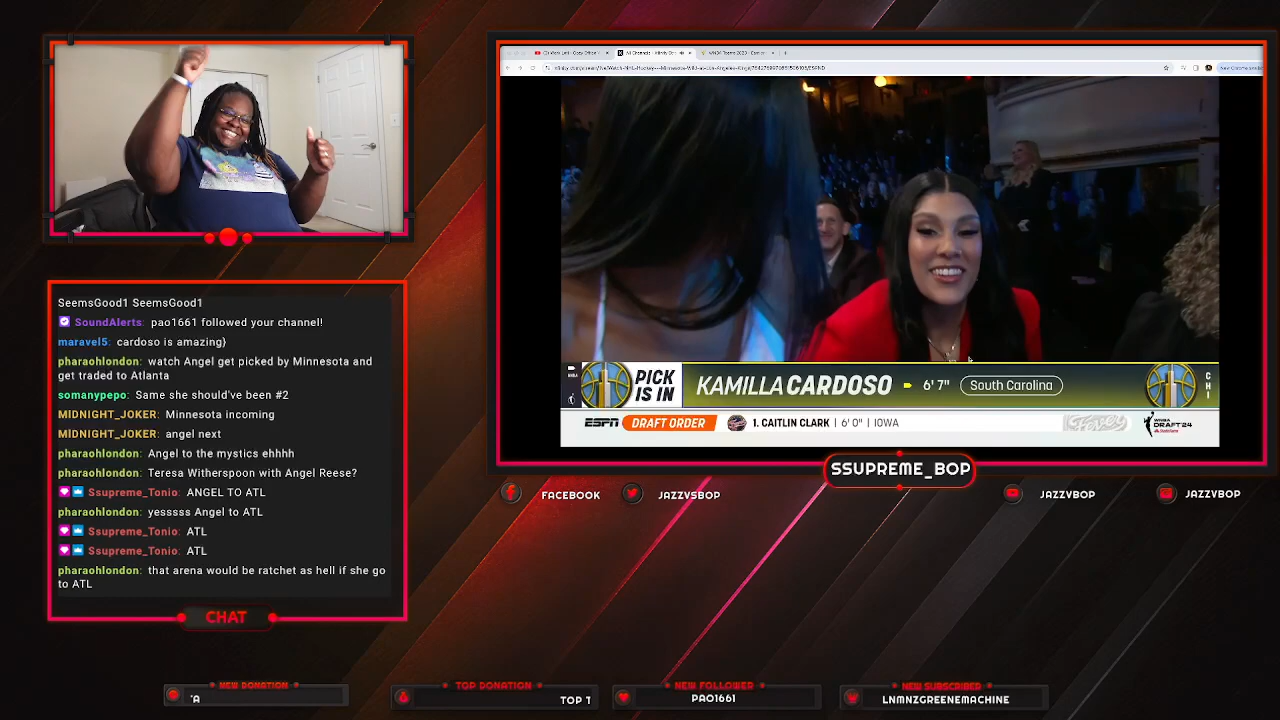 SeemsGood1 SeemsGood1
SoundAlerts: pao1661 followed your channel!
maravel5: cardoso is amazing}
pharaohlondon: watch Angel get picked by Minnesota and
get traded to Atlanta
somanypepo: Same she should've been #2
MIDNIGHT_JOKER: Minnesota incoming
MIDNIGHT_JOKER: angel next
pharaohlondon: Angel to the mystics ehhhh
pharaohlondon: Teresa Witherspoon with Angel Reese?
Ssupreme_Tonio: ANGEL TO ATL
pharaohlondon: yesssss Angel to ATL
Ssupreme_Tonio: ATL
Ssupreme_Tonio: ATL
pharaohlondon: that arena would be ratchet as hell if she go
to ATL
CHAT
PICK IS IN
KAMILLA CARDOSO 6' 7" South Carolina
CHI
ESPN DRAFT ORDER 1. CAITLIN CLARK | 6' 0" | IOWA
WNBA DRAFT'24
SSUPREME_BOP
FACEBOOK JAZZVSBOP JAZZVBOP JAZZVBOP
NEW DONATION TOP DONATION NEW FOLLOWER NEW SUBSCRIBER
'A TOP 1 PAO1661 LNMNZGREENEMACHINE